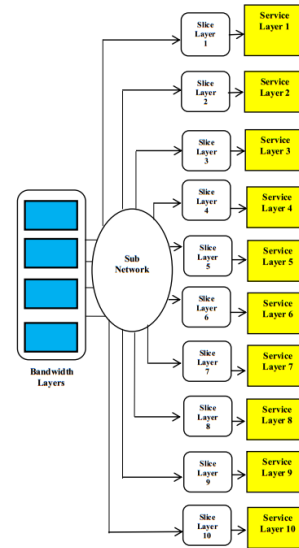 Slice
Layer
1
Service
Layer 1
Slice
Layer
2
Service
Layer 2
Slice
Layer
3
Service
Layer 3
Slice
Layer
4
Service
Layer 4
Sub
Network
Slice
Layer
5
Service
Layer 5
Slice
Layer
6
Service
Layer 6
Bandwidth
Layers
Slice
Layer
7
Service
Layer 7
Slice
Layer
8
Service
Layer 8
Slice
Layer
9
Service
Layer 9
Slice
Layer
10
Service
Layer 10